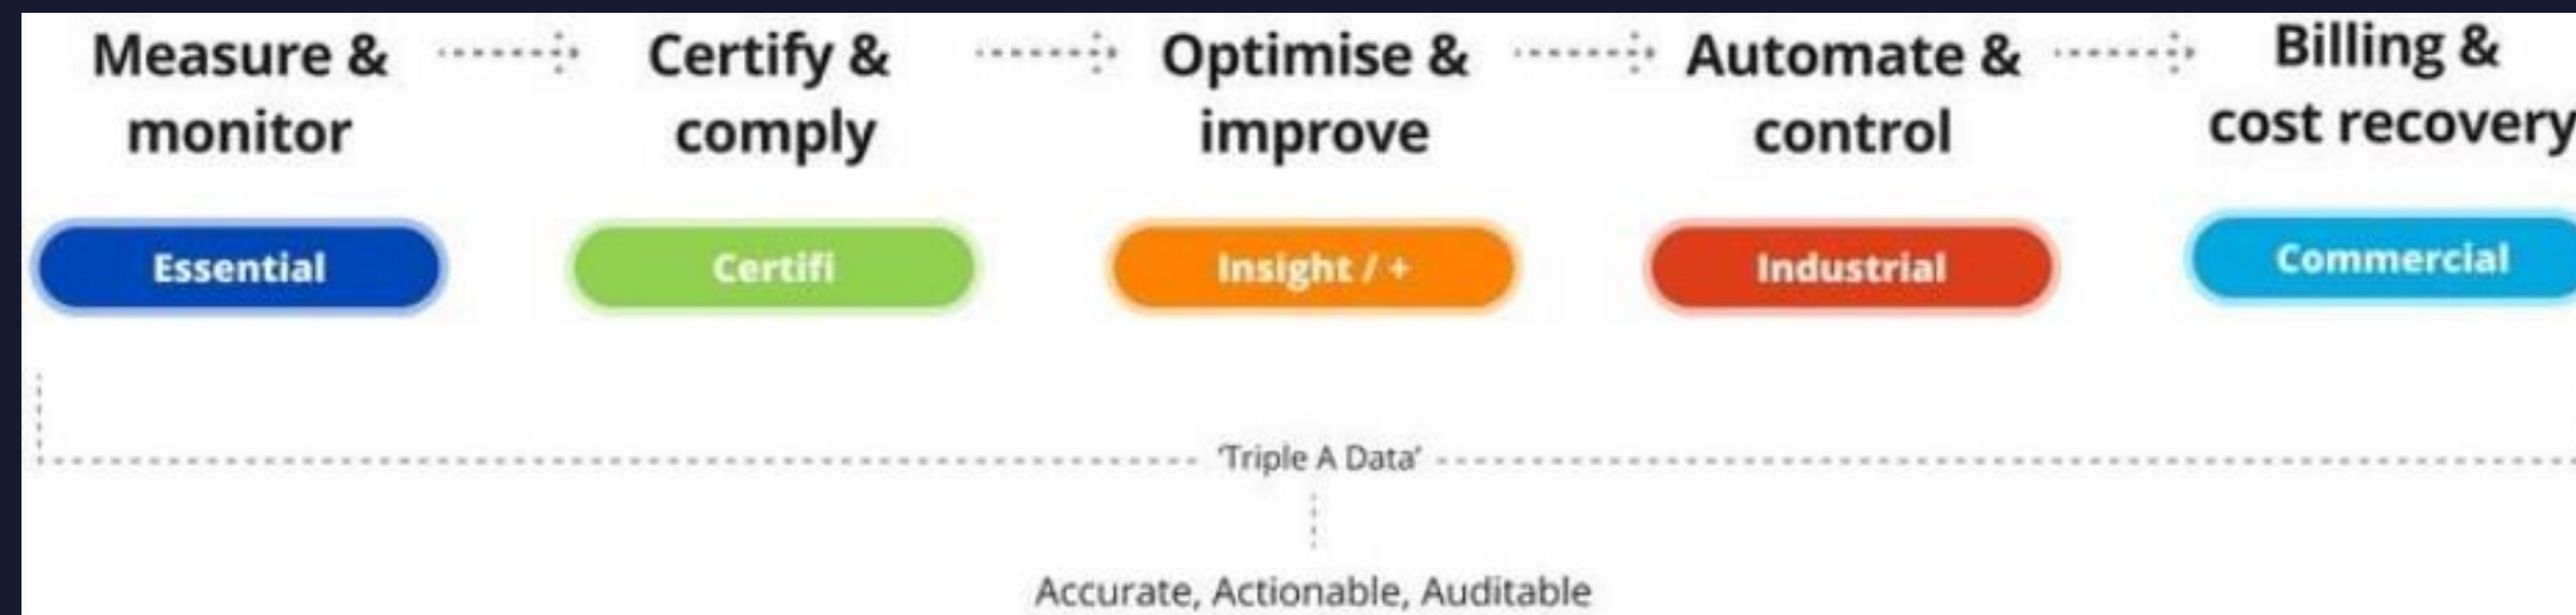 Measure &
monitor
Certify &
comply
Optimise &
improve
Automate &
control
Billing &
cost recovery
Essential
Certifi
Insight / +
Industrial
Commercial
‘Triple A Data’
Accurate, Actionable, Auditable